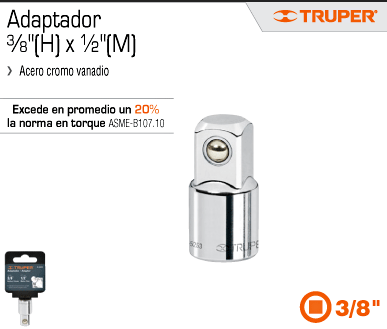 Adaptador
TRUPER®
3/8"(H) x 1/2"(M)
› Acero cromo vanadio
Excede en promedio un 20%
la norma en torque ASME-B107.10
TRUPER
3/8"